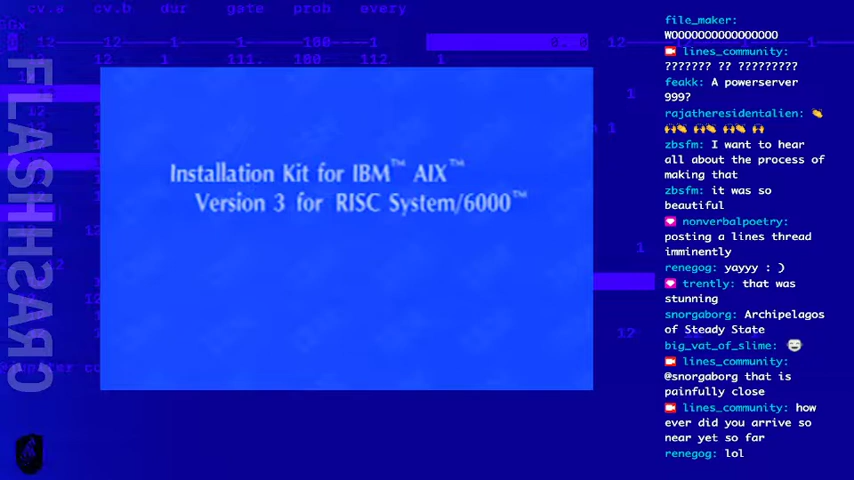 cv.a cv.b dur gate prob every
Installation Kit for IBM™ AIX™
Version 3 for RISC System/6000™
FLASHCRASH
file_maker:
WOOOOOOOOOOOOOOOO
lines_community:
??????? ?? ?????????
feakk: A powerserver
999?
rajatheresidentalien: 👏
🙌👏 🙌👏 🙌👏 🙌
zbsfm: I want to hear
all about the process of
making that
zbsfm: it was so
beautiful
nonverbalpoetry:
posting a lines thread
imminently
renegog: yayyy : )
trently: that was
stunning
snorgaborg: Archipelagos
of Steady State
big_vat_of_slime: 😄
lines_community:
@snorgaborg that is
painfully close
lines_community: how
ever did you arrive so
near yet so far
renegog: lol